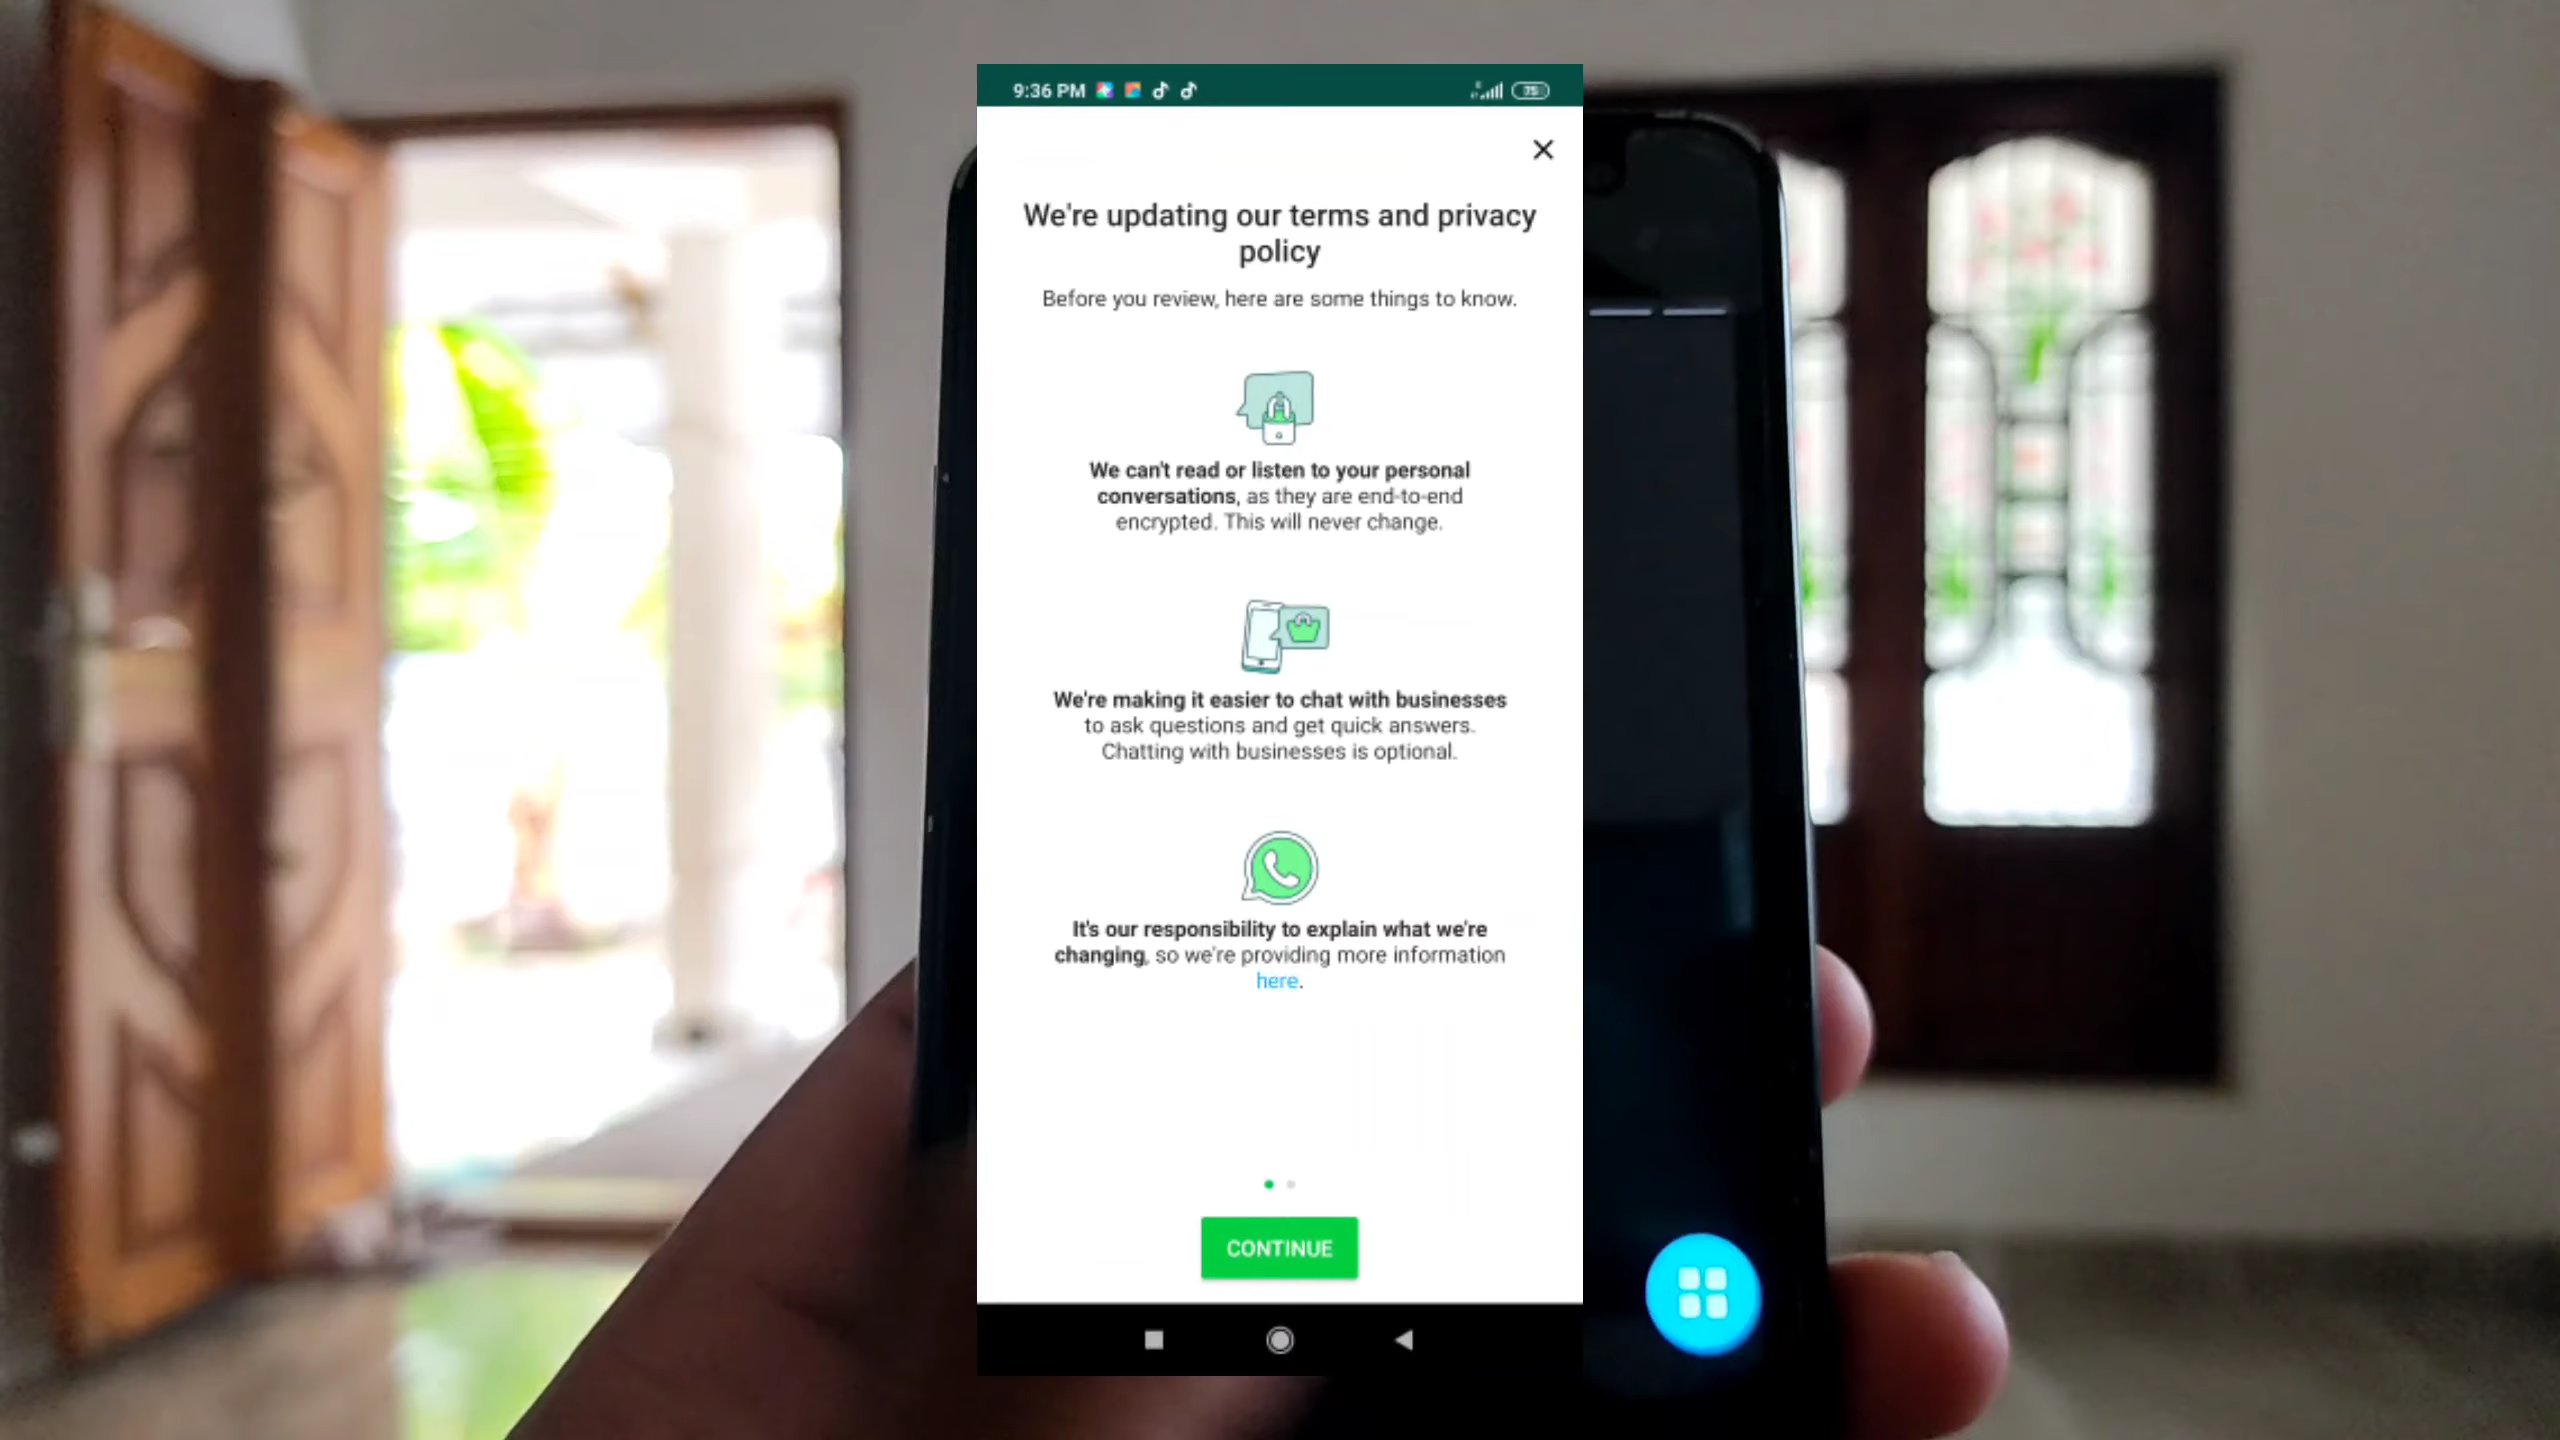 9:36 PM
75
We're updating our terms and privacy
policy
Before you review, here are some things to know.
We can't read or listen to your personal
conversations, as they are end-to-end
encrypted. This will never change.
We're making it easier to chat with businesses
to ask questions and get quick answers.
Chatting with businesses is optional.
It's our responsibility to explain what we're
changing, so we're providing more information
here.
CONTINUE